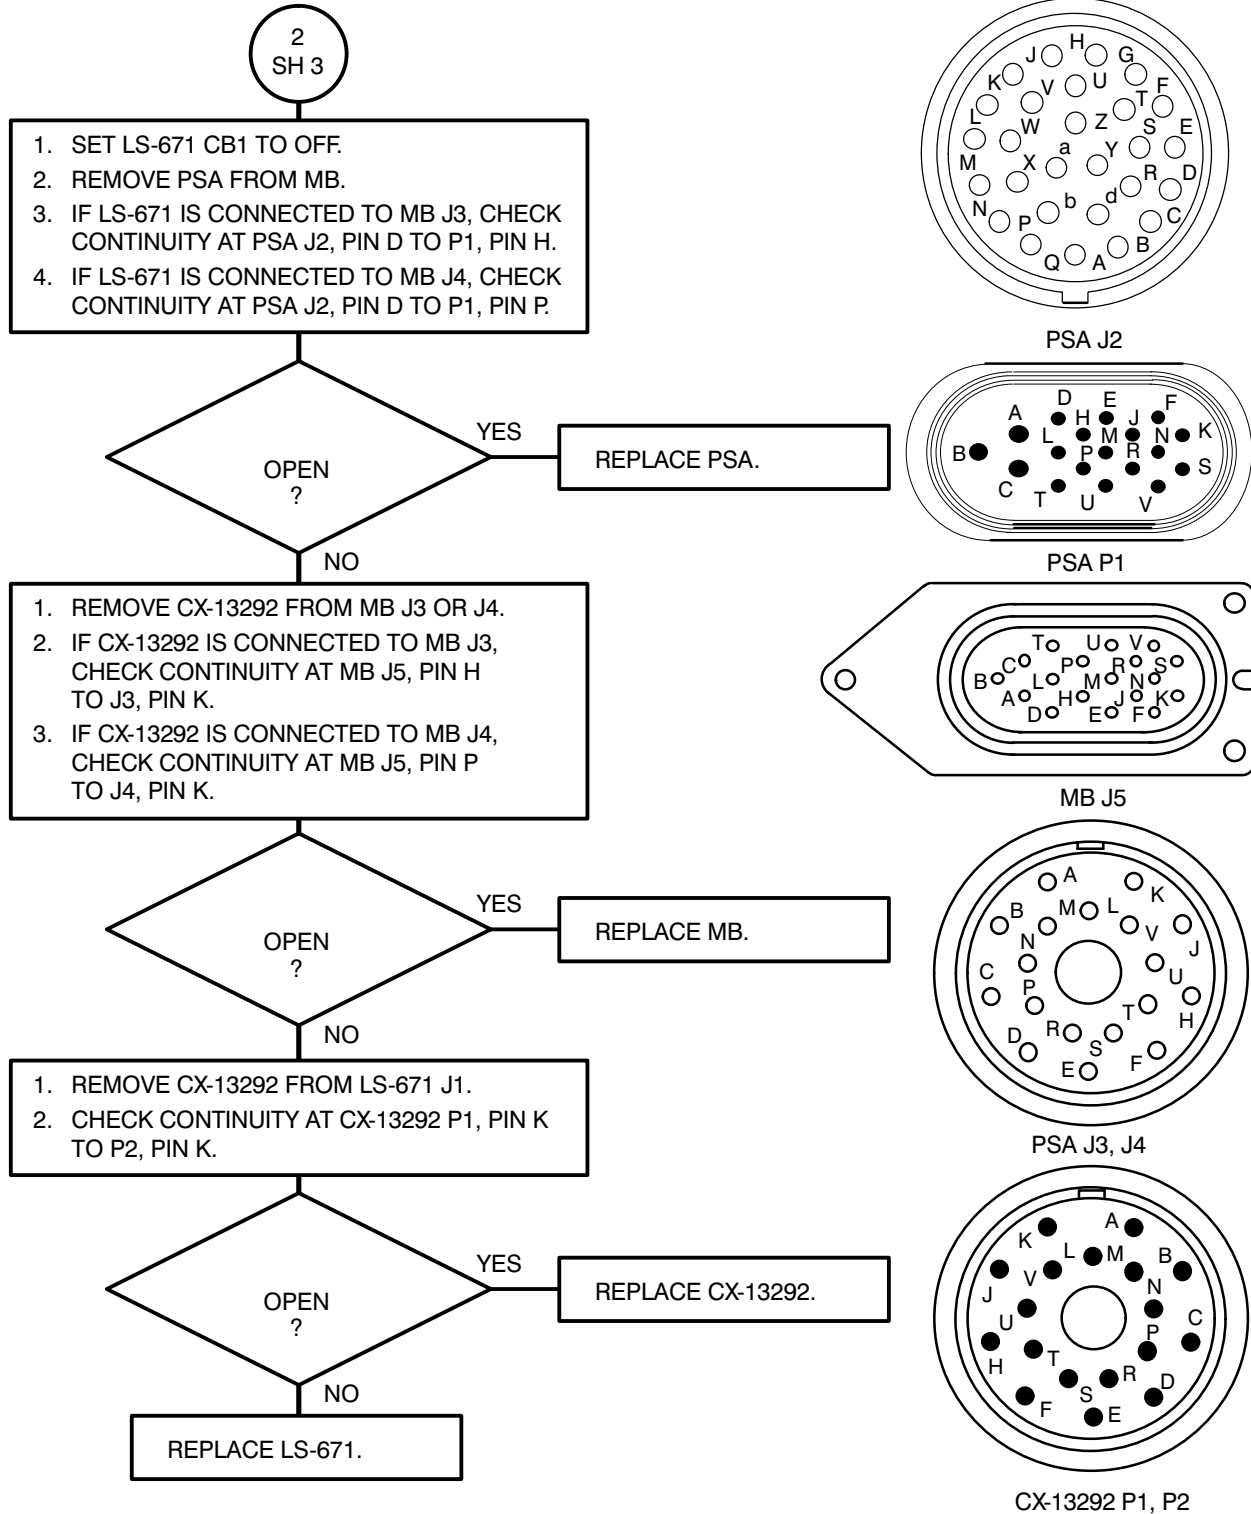 2
SH 3
1. SET LS-671 CB1 TO OFF.
2. REMOVE PSA FROM MB.
3. IF LS-671 IS CONNECTED TO MB J3, CHECK
CONTINUITY AT PSA J2, PIN D TO P1, PIN H.
4. IF LS-671 IS CONNECTED TO MB J4, CHECK
CONTINUITY AT PSA J2, PIN D TO P1, PIN P.
OPEN
?
YES
REPLACE PSA.
NO
1. REMOVE CX-13292 FROM MB J3 OR J4.
2. IF CX-13292 IS CONNECTED TO MB J3,
CHECK CONTINUITY AT MB J5, PIN H
TO J3, PIN K.
3. IF CX-13292 IS CONNECTED TO MB J4,
CHECK CONTINUITY AT MB J5, PIN P
TO J4, PIN K.
OPEN
?
YES
REPLACE MB.
NO
1. REMOVE CX-13292 FROM LS-671 J1.
2. CHECK CONTINUITY AT CX-13292 P1, PIN K
TO P2, PIN K.
OPEN
?
YES
REPLACE CX-13292.
NO
REPLACE LS-671.
J H G
K V U F
L T
W Z S E
M X a Y R D
N P b d C
Q A B
PSA J2
A D E F
H J K
B L M N
P R S
C T U V
PSA P1
T U V
C P R S
B L M N
A H J K
D E F
MB J5
A K
B M L V J
N
C U
P T H
D R S F
E
PSA J3, J4
K A
L M B
J V N
U P C
H T R D
F S E
CX-13292 P1, P2